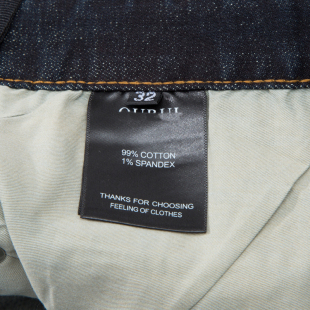 32
99% COTTON
1% SPANDEX
THANKS FOR CHOOSING
FEELING OF CLOTHES